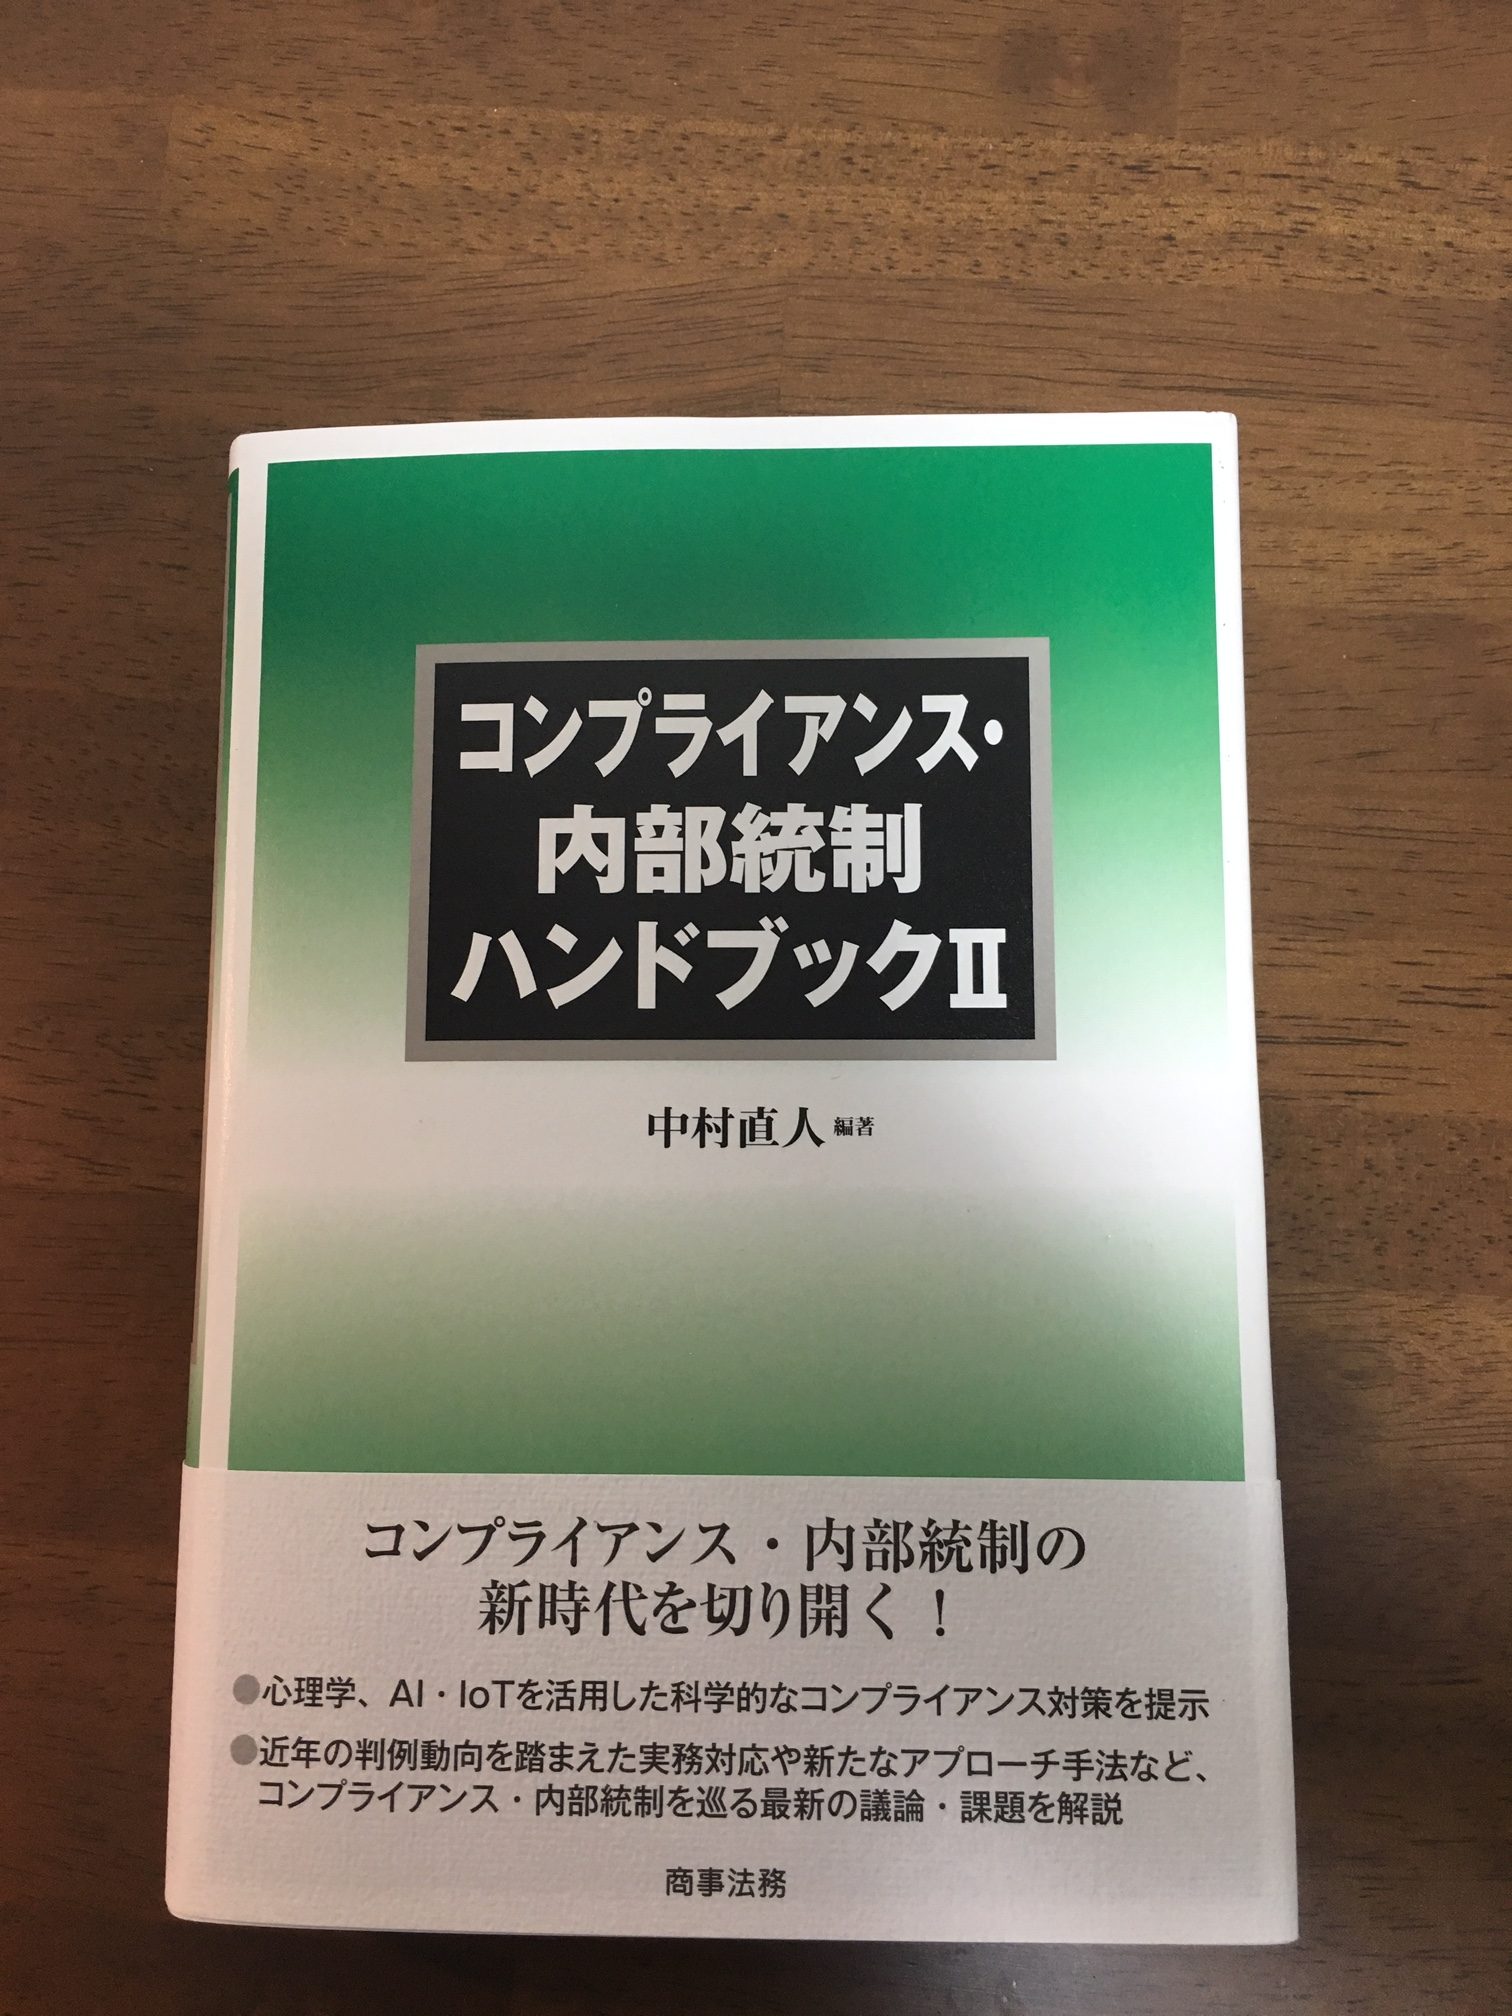 コンプライアンス・
内部統制
ハンドブックⅡ
中村直人 編著
コンプライアンス・内部統制の
新時代を切り開く！
●心理学、AI・IoTを活用した科学的なコンプライアンス対策を提示
●近年の判例動向を踏まえた実務対応や新たなアプローチ手法など、
コンプライアンス・内部統制を巡る最新の議論・課題を解説
商事法務